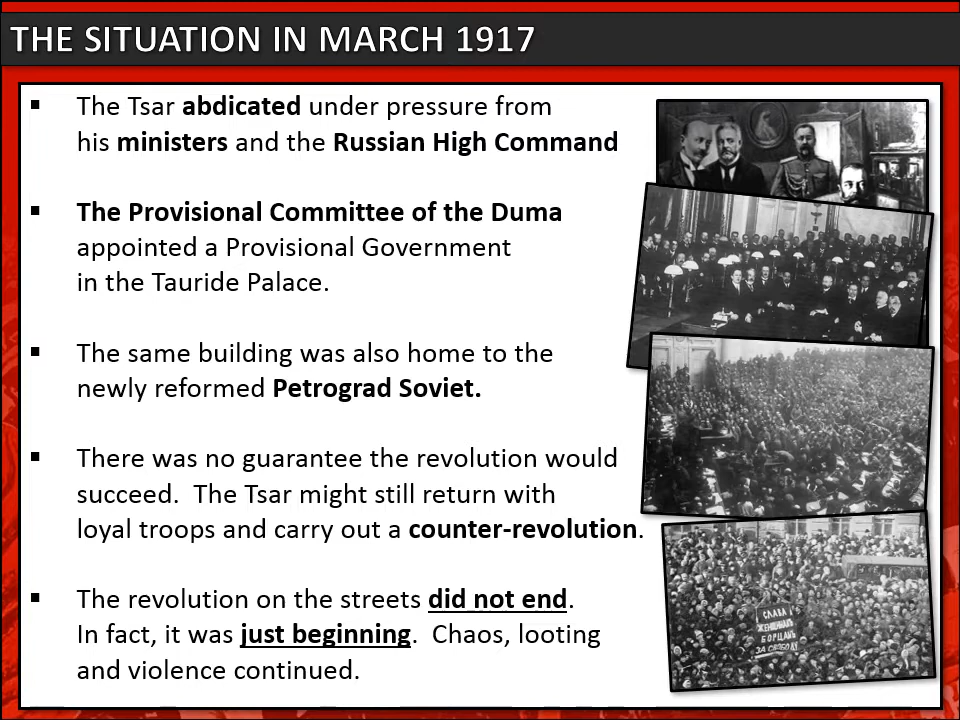 THE SITUATION IN MARCH 1917
▪ The Tsar abdicated under pressure from
his ministers and the Russian High Command
▪ The Provisional Committee of the Duma
appointed a Provisional Government
in the Tauride Palace.
▪ The same building was also home to the
newly reformed Petrograd Soviet.
▪ There was no guarantee the revolution would
succeed.  The Tsar might still return with
loyal troops and carry out a counter-revolution.
▪ The revolution on the streets did not end.
In fact, it was just beginning.  Chaos, looting
and violence continued.
СЛАВА
ЖЕНЩИНАМЪ
БОРЦАМЪ
ЗА СВОБОДУ